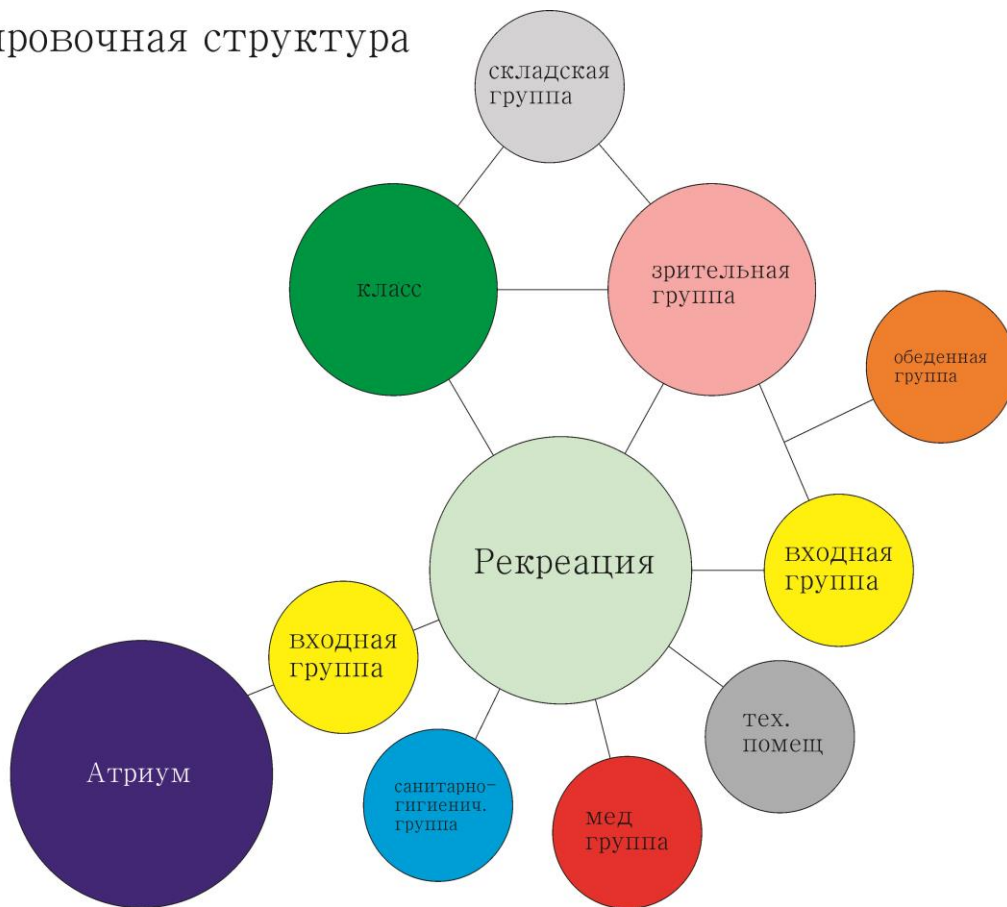 ировочная структура
складская
группа
класс
зрительная
группа
обеденная
группа
Рекреация
входная
группа
входная
группа
тех.
помещ
Атриум
санитарно-
гигиенич.
группа
мед
группа